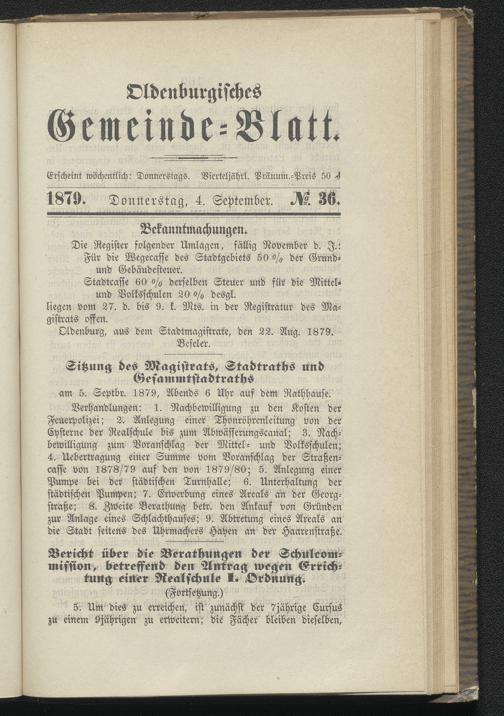 Oldenburgisches
Gemeinde-Blatt.
Erscheint wöchentlich: Donnerstags. Vierteljährl. Pränum.-Preis 50 ₰
1879. Donnerstag, 4. September. № 36.
Bekanntmachungen.
Die Register folgender Umlagen, fällig November d. J.:
Für die Wegecasse des Stadtgebiets 50 % der Grund-
und Gebäudesteuer.
Stadtcasse 60 % derselben Steuer und für die Mittel-
und Volksschulen 20 % desgl.
liegen vom 27. d. bis 9. k. Mts. in der Registratur des Ma-
gistrats offen.
Oldenburg, aus dem Stadtmagistrate, den 22. Aug. 1879.
Beseler.
Sitzung des Magistrats, Stadtraths und
Gesammtstadtraths
am 5. Septbr. 1879, Abends 6 Uhr auf dem Rathhause.
Verhandlungen: 1. Nachbewilligung zu den Kosten der
Feuerpolizei; 2. Anlegung einer Thonröhrenleitung von der
Cysterne der Realschule bis zum Abwässerungscanal; 3. Nach-
bewilligung zum Voranschlag der Mittel- und Volksschulen;
4. Uebertragung einer Summe vom Voranschlag der Straßen-
casse von 1878/79 auf den von 1879/80; 5. Anlegung einer
Pumpe bei der städtischen Turnhalle; 6. Unterhaltung der
städtischen Pumpen; 7. Erwerbung eines Areals an der Georg-
straße; 8. Zweite Berathung betr. den Ankauf von Gründen
zur Anlage eines Schlachthauses; 9. Abtretung eines Areals an
die Stadt seitens des Uhrmachers Hayen an der Haarenstraße.
Bericht über die Berathungen der Schulcom-
mission, betreffend den Antrag wegen Errich-
tung einer Realschule I. Ordnung.
(Fortsetzung.)
5. Um dies zu erreichen, ist zunächst der 7jährige Cursus
zu einem 9jährigen zu erweitern; die Fächer bleiben dieselben,